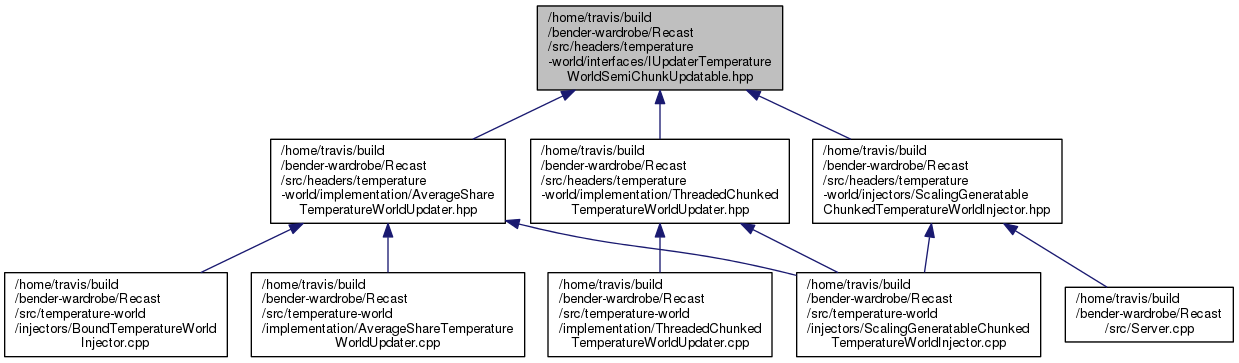 /home/travis/build
/bender-wardrobe/Recast
/src/headers/temperature
-world/interfaces/IUpdaterTemperature
WorldSemiChunkUpdatable.hpp
/home/travis/build
/bender-wardrobe/Recast
/src/headers/temperature
-world/implementation/AverageShare
TemperatureWorldUpdater.hpp
/home/travis/build
/bender-wardrobe/Recast
/src/headers/temperature
-world/implementation/ThreadedChunked
TemperatureWorldUpdater.hpp
/home/travis/build
/bender-wardrobe/Recast
/src/headers/temperature
-world/injectors/ScalingGeneratable
ChunkedTemperatureWorldInjector.hpp
/home/travis/build
/bender-wardrobe/Recast
/src/temperature-world
/injectors/BoundTemperatureWorld
Injector.cpp
/home/travis/build
/bender-wardrobe/Recast
/src/temperature-world
/implementation/AverageShareTemperature
WorldUpdater.cpp
/home/travis/build
/bender-wardrobe/Recast
/src/temperature-world
/implementation/ThreadedChunked
TemperatureWorldUpdater.cpp
/home/travis/build
/bender-wardrobe/Recast
/src/temperature-world
/injectors/ScalingGeneratableChunked
TemperatureWorldInjector.cpp
/home/travis/build
/bender-wardrobe/Recast
/src/Server.cpp